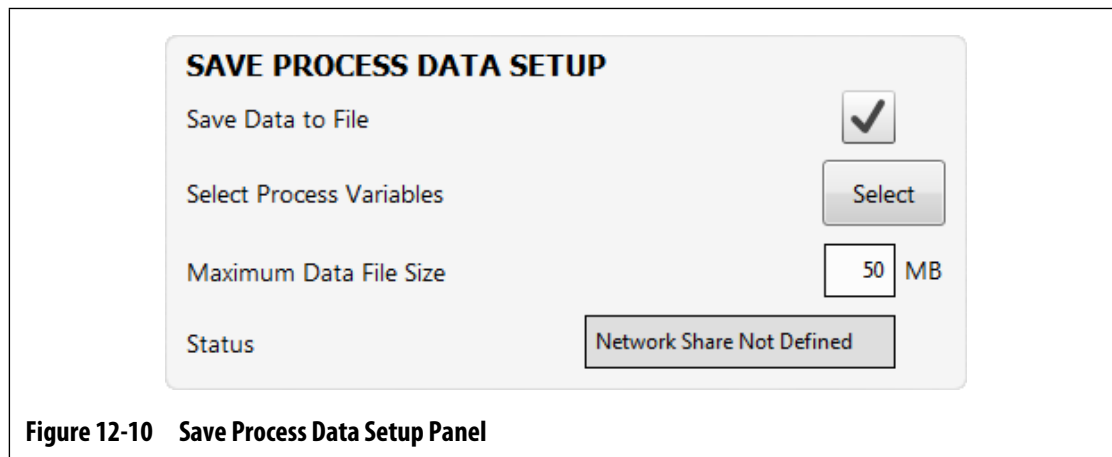 SAVE PROCESS DATA SETUP
Save Data to File
Select Process Variables Select
Maximum Data File Size 50 MB
Status Network Share Not Defined
Figure 12-10 Save Process Data Setup Panel